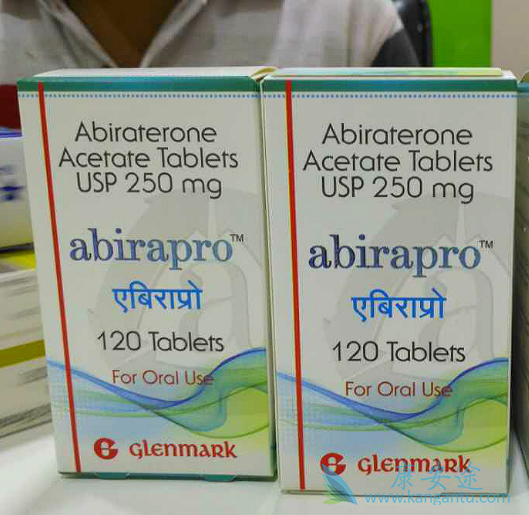 Abiraterone
Acetate Tablets
USP 250 mg
abirapro™
एबिराप्रो
120 Tablets
For Oral Use
GLENMARK
Abiraterone
Acetate Tablets
USP 250 mg
abirapro™
एबिराप्रो
120 Tablets
For Oral Use
GLENMARK
康安途
www.kangantu.com